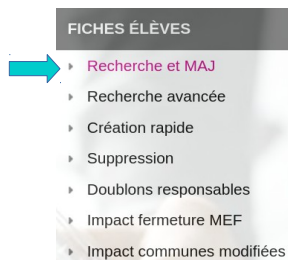 FICHES ÉLÈVES
Recherche et MAJ
Recherche avancée
Création rapide
Suppression
Doublons responsables
Impact fermeture MEF
Impact communes modifiées